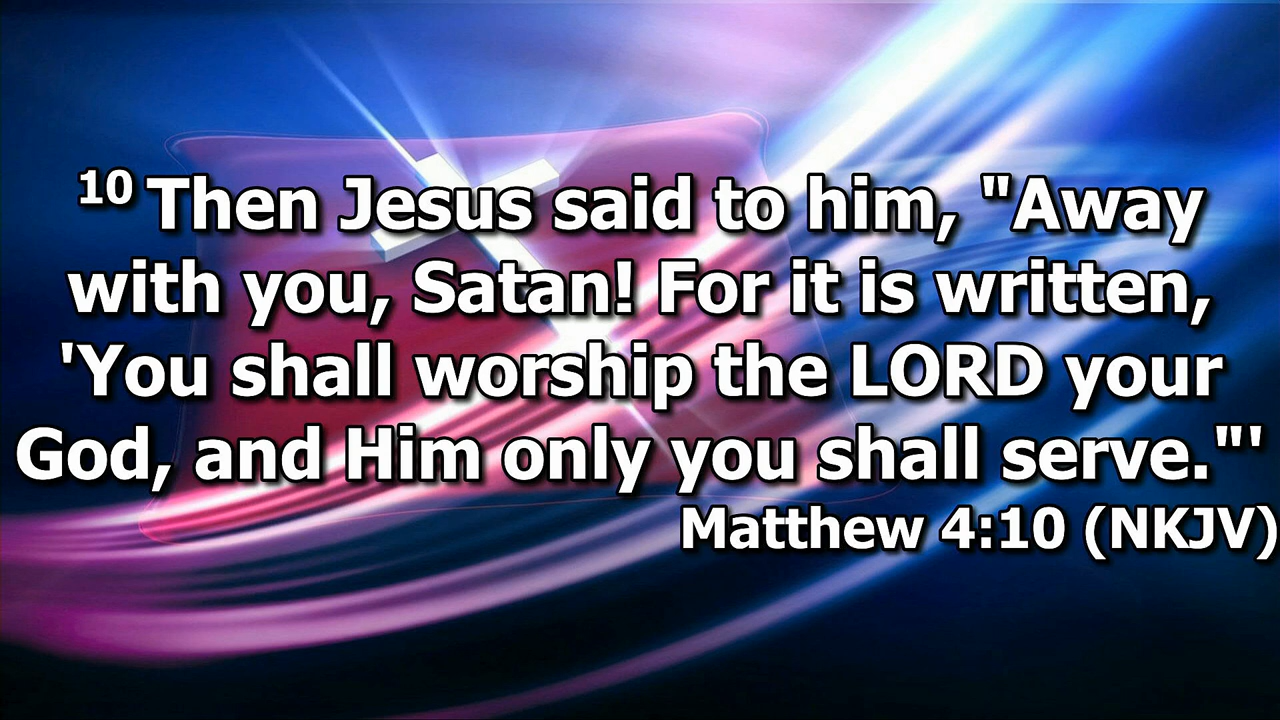 10 Then Jesus said to him, "Away
with you, Satan! For it is written,
'You shall worship the LORD your
God, and Him only you shall serve."'
Matthew 4:10 (NKJV)